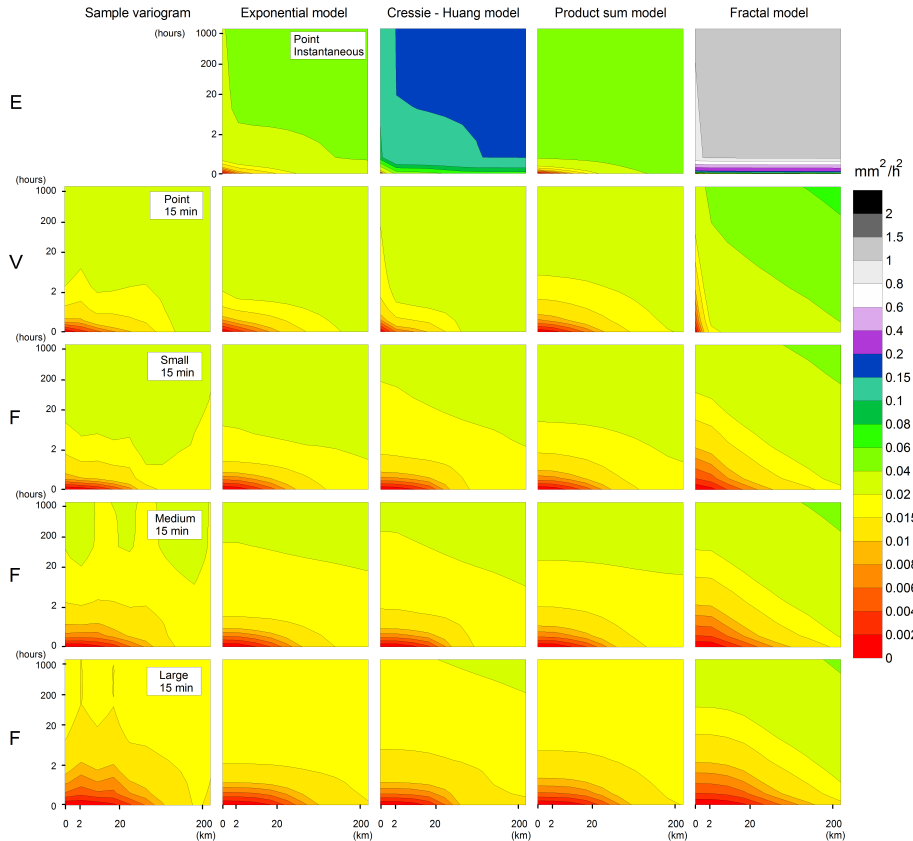 Sample variogram Exponential model Cressie - Huang model Product sum model Fractal model
(hours)
1000
200
20
2
0
E
Point
Instantaneous
(hours)
1000
200
20
2
0
V
Point
15 min
(hours)
1000
200
20
2
0
F
Small
15 min
(hours)
1000
200
20
2
0
F
Medium
15 min
(hours)
1000
200
20
2
0
F
Large
15 min
0 2 20 200 0 2 20 200 0 2 20 200 0 2 20 200 0 2 20 200
(km) (km) (km) (km) (km)
mm²/h²
2
1.5
1
0.8
0.6
0.4
0.2
0.15
0.1
0.08
0.06
0.04
0.02
0.015
0.01
0.008
0.006
0.004
0.002
0